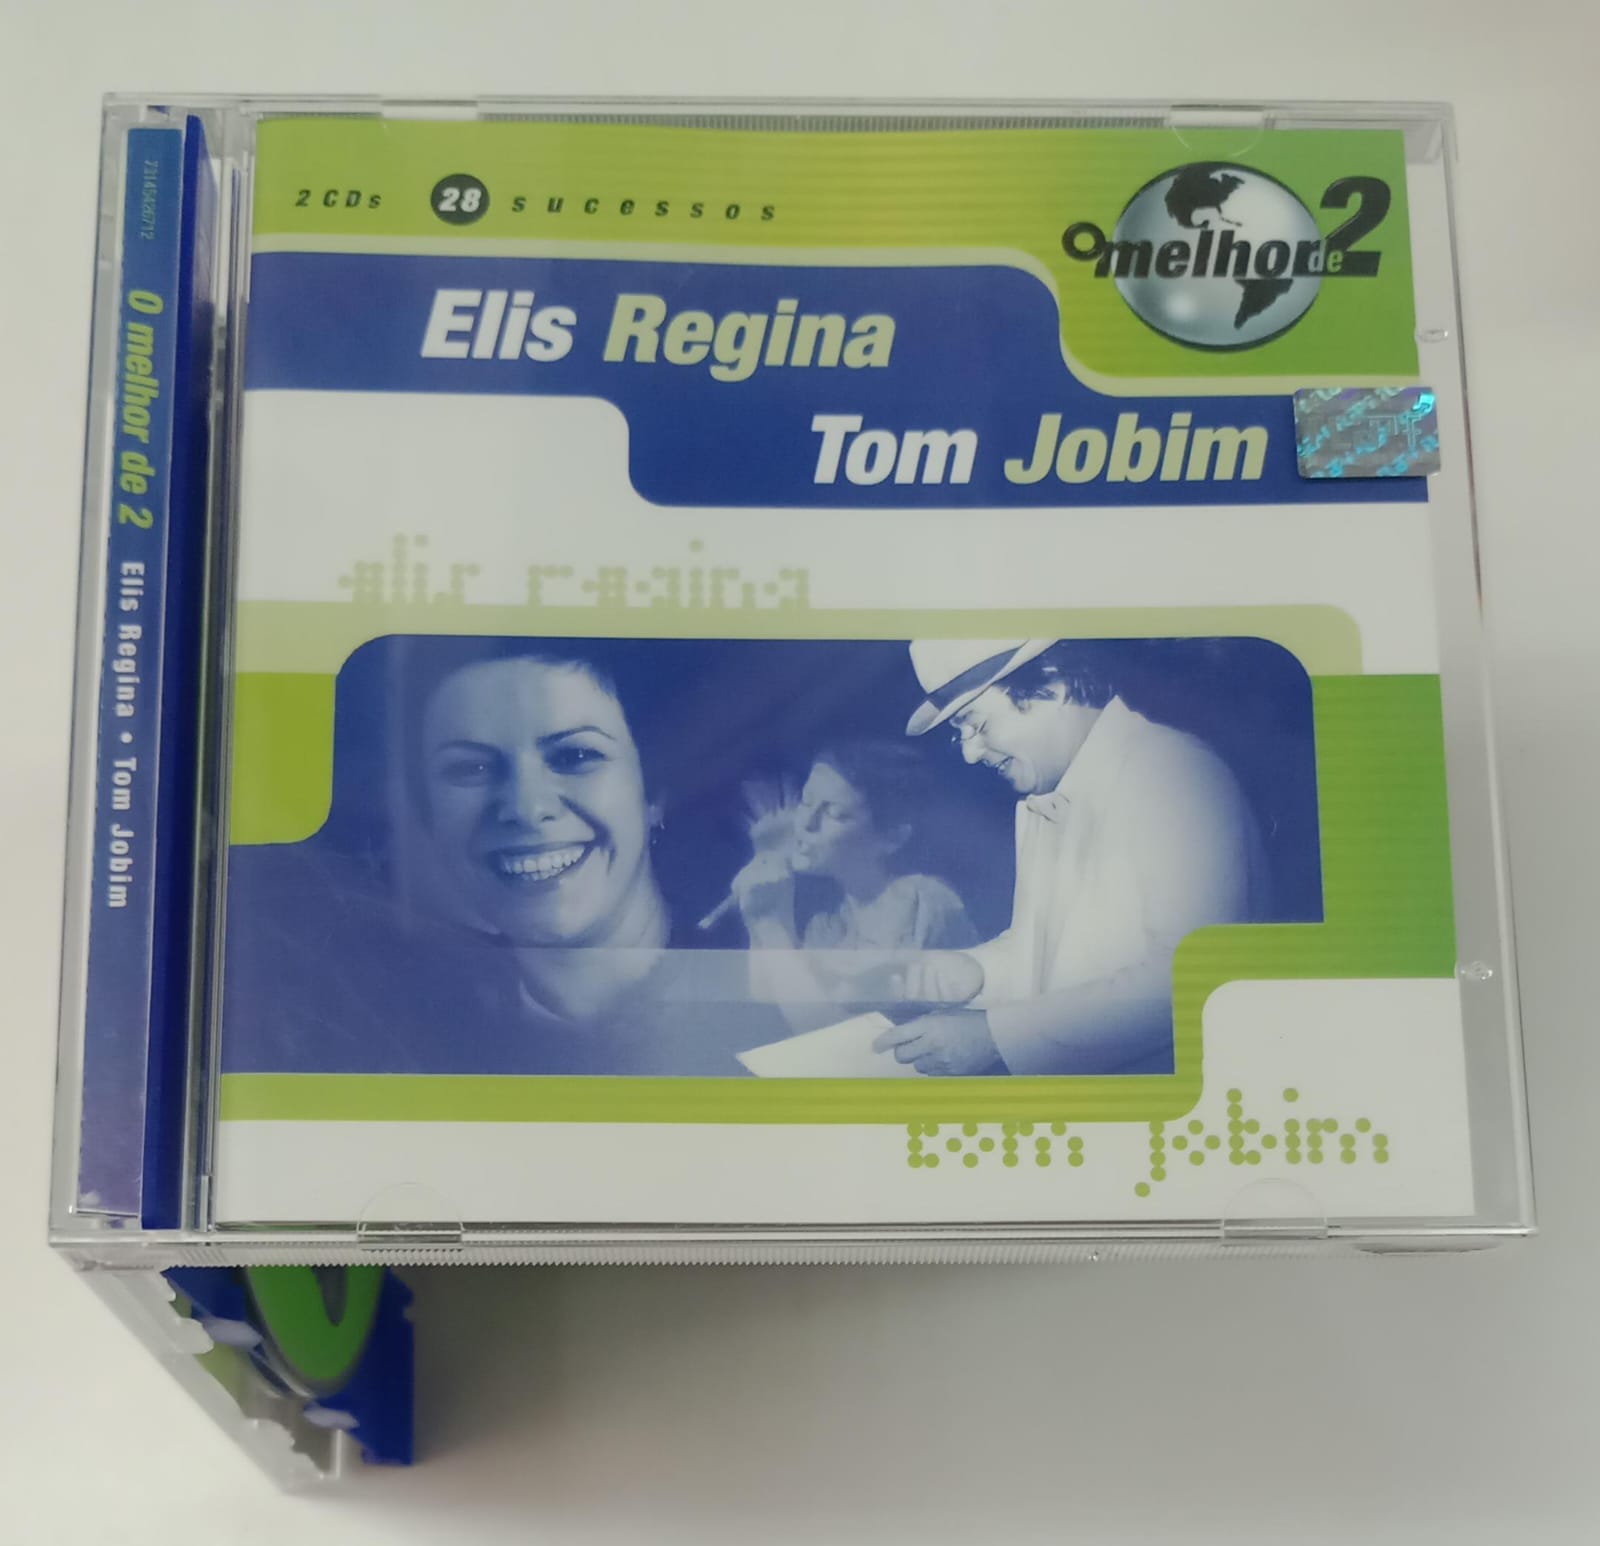 2 CDs 28 sucessos
O melhor de 2
Elis Regina
Tom Jobim
elis regina
tom jobim
O melhor de 2 Elis Regina • Tom Jobim